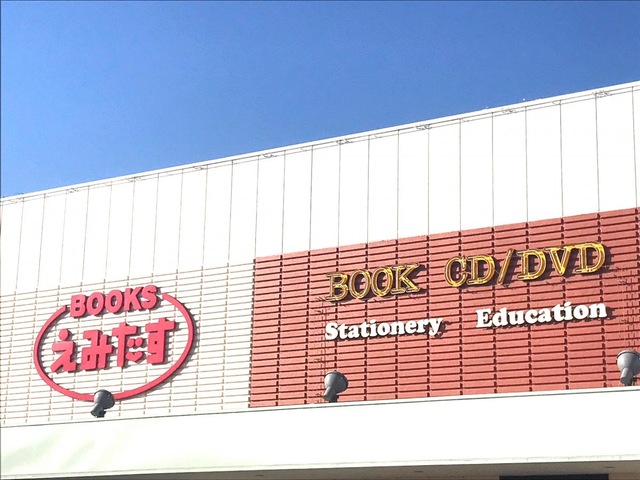 BOOKS
えみたす
BOOK CD/DVD
Stationery Education